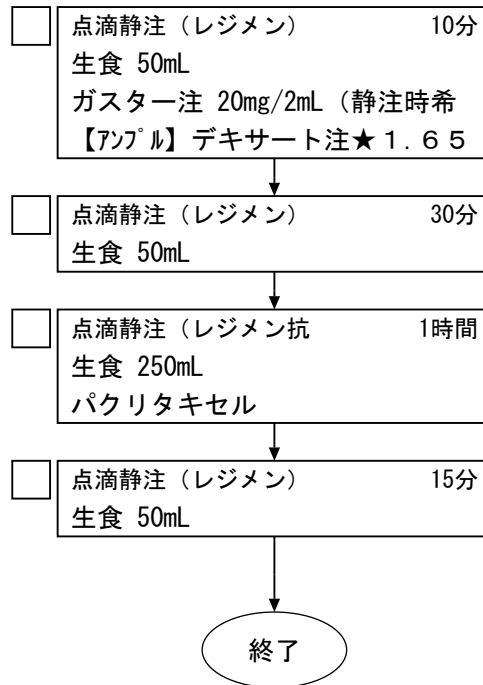 点滴静注（レジメン） 10分
生食 50mL
ガスター注 20mg/2mL（静注時希
【ｱﾝﾌﾟﾙ】デキサート注★１.６５
点滴静注（レジメン） 30分
生食 50mL
点滴静注（レジメン抗 1時間
生食 250mL
パクリタキセル
点滴静注（レジメン） 15分
生食 50mL
終了